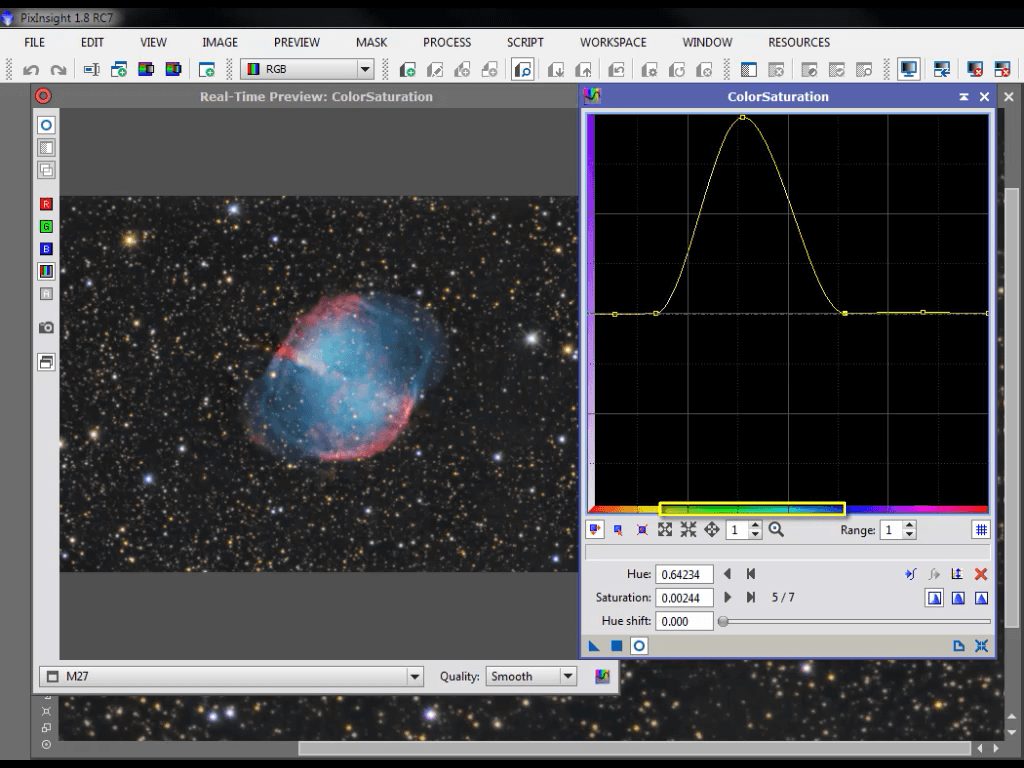 PixInsight 1.8 RC7
FILE EDIT VIEW IMAGE PREVIEW MASK PROCESS SCRIPT WORKSPACE WINDOW RESOURCES
RGB
Real-Time Preview: ColorSaturation
ColorSaturation
R
G
B
A
1
Range: 1
Hue: 0.64234
Saturation: 0.00244 5 / 7
Hue shift: 0.000
M27 Quality: Smooth